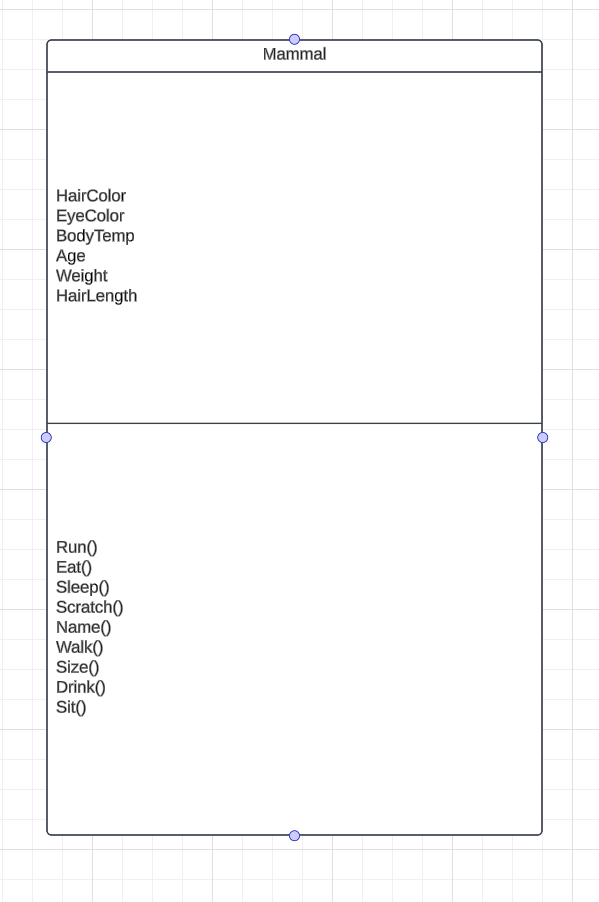 Mammal
HairColor
EyeColor
BodyTemp
Age
Weight
HairLength
Run()
Eat()
Sleep()
Scratch()
Name()
Walk()
Size()
Drink()
Sit()